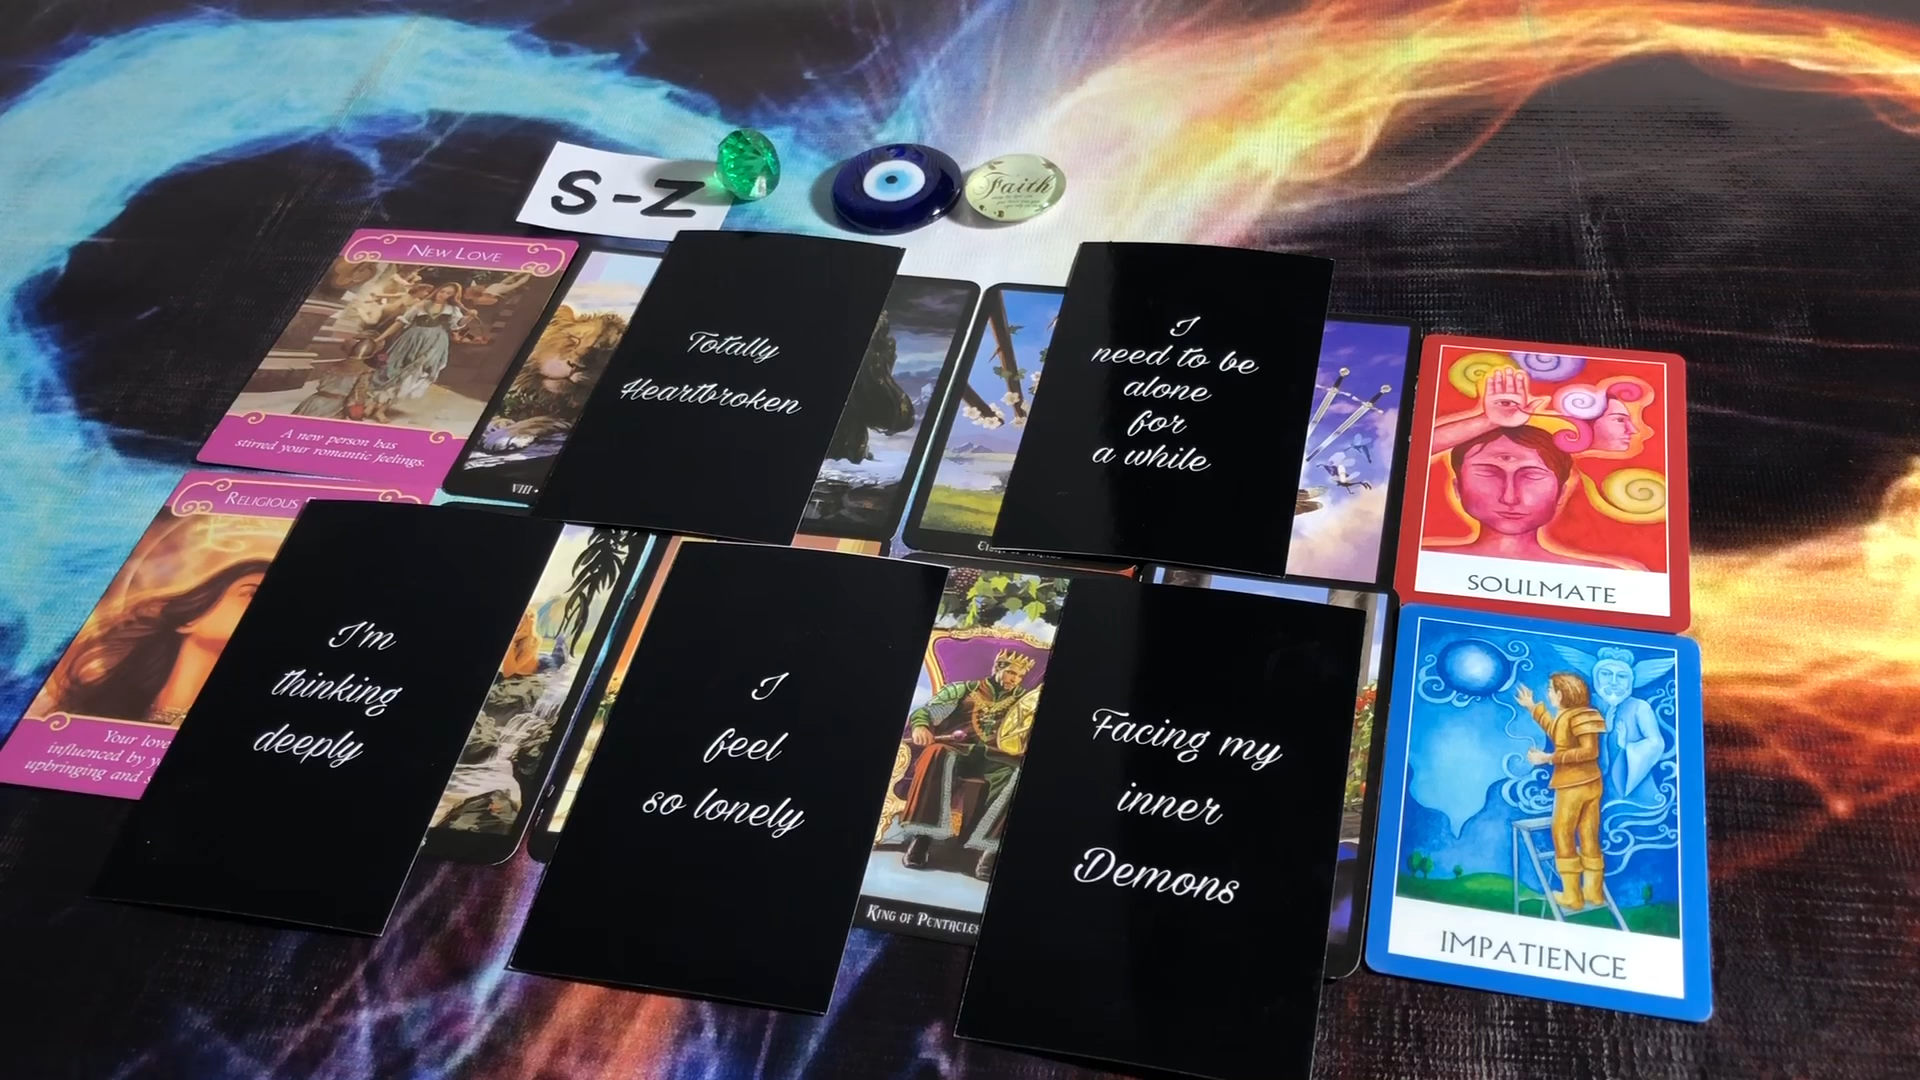 S-Z
Faith
NEW LOVE
A new person has
stirred your romantic feelings.
VIII
Totally
Heartbroken
I
need to be
alone
for
a while
SOULMATE
RELIGIOUS
Your love
influenced by
upbringing and
I'm
thinking
deeply
I
feel
so lonely
KING OF PENTACLES
Facing my
inner
Demons
IMPATIENCE